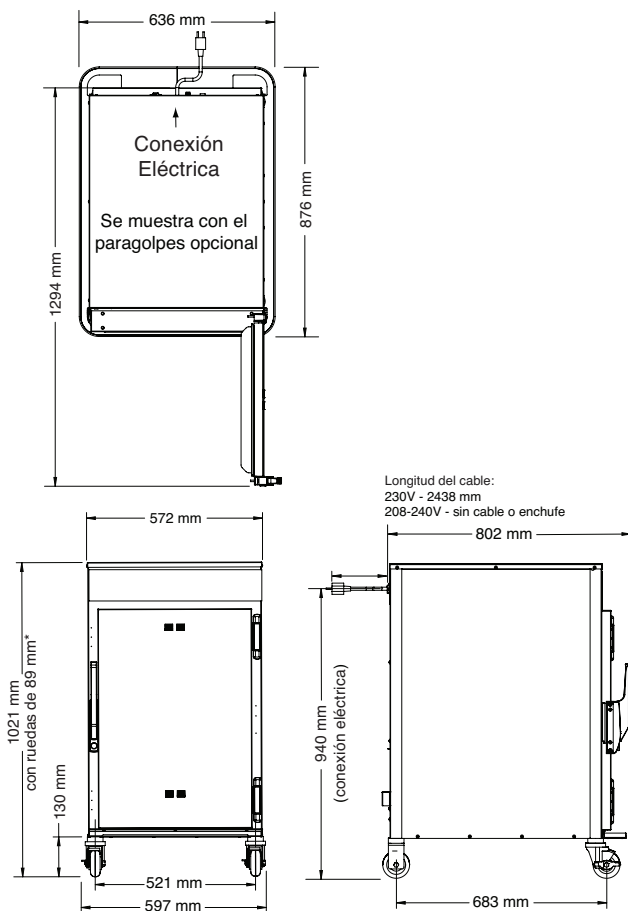 636 mm
Conexión
Eléctrica
Se muestra con el
paragolpes opcional
876 mm
1294 mm
Longitud del cable:
230V - 2438 mm
208-240V - sin cable o enchufe
572 mm
802 mm
1021 mm
con ruedas de 89 mm*
130 mm
940 mm
(conexión eléctrica)
521 mm
597 mm
683 mm